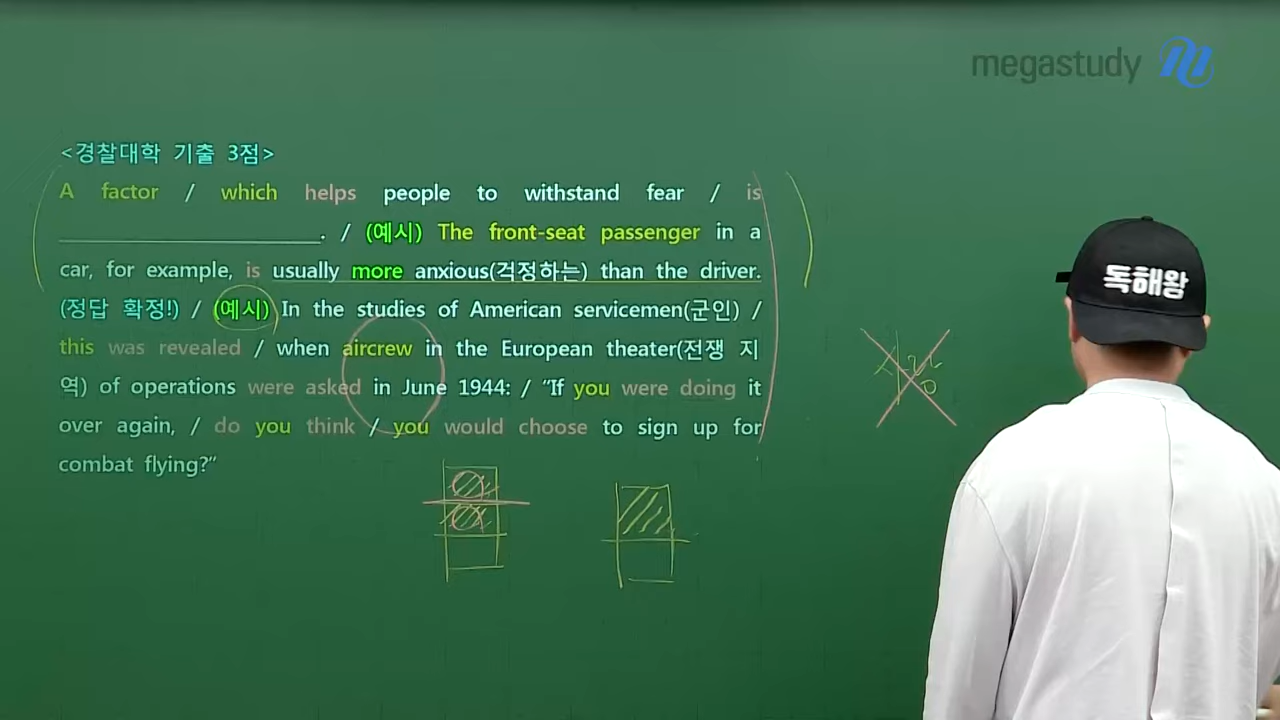 megastudy
<경찰대학 기출 3점>
A factor / which helps people to withstand fear / is
____________________. / (예시) The front-seat passenger in a
car, for example, is usually more anxious(걱정하는) than the driver.
(정답 확정!) / (예시) In the studies of American servicemen(군인) /
this was revealed / when aircrew in the European theater(전쟁 지
역) of operations were asked in June 1944: / “If you were doing it
over again, / do you think / you would choose to sign up for
combat flying?”
독해왕